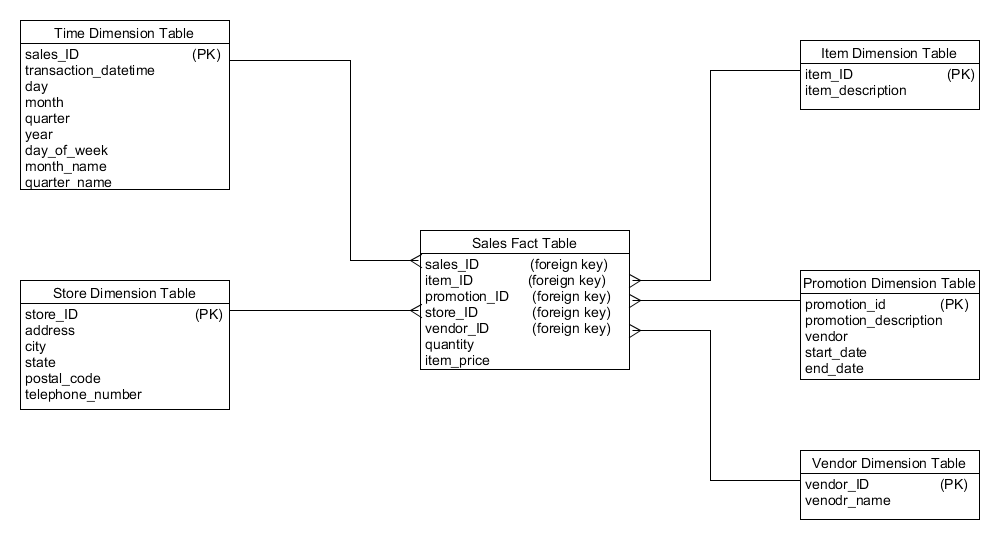 Time Dimension Table
sales_ID (PK)
transaction_datetime
day
month
quarter
year
day_of_week
month_name
quarter_name
Item Dimension Table
item_ID (PK)
item_description
Sales Fact Table
sales_ID (foreign key)
item_ID (foreign key)
promotion_ID (foreign key)
store_ID (foreign key)
vendor_ID (foreign key)
quantity
item_price
Store Dimension Table
store_ID (PK)
address
city
state
postal_code
telephone_number
Promotion Dimension Table
promotion_id (PK)
promotion_description
vendor
start_date
end_date
Vendor Dimension Table
vendor_ID (PK)
venodr_name